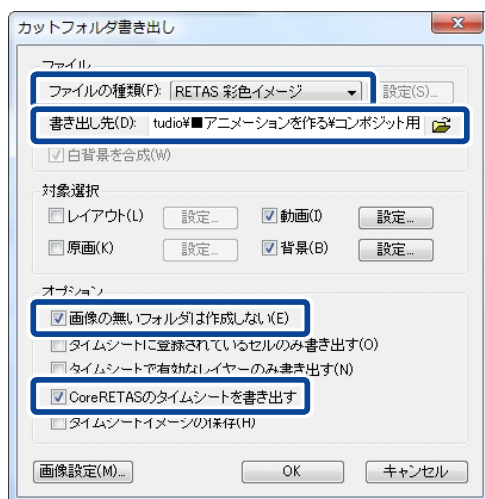 カットフォルダ書き出し
ファイル
ファイルの種類(F): RETAS 彩色イメージ 設定(S)...
書き出し先(D): tudio¥■アニメーションを作る¥コンポジット用
白背景を合成(W)
対象選択
レイアウト(L) 設定... 動画(I) 設定...
原画(K) 設定... 背景(B) 設定...
オプション
画像の無いフォルダは作成しない(E)
タイムシートに登録されているセルのみ書き出す(O)
タイムシートで有効なレイヤーのみ書き出す(N)
CoreRETASのタイムシートを書き出す
タイムシートイメージの保存(H)
画像設定(M)... OK キャンセル